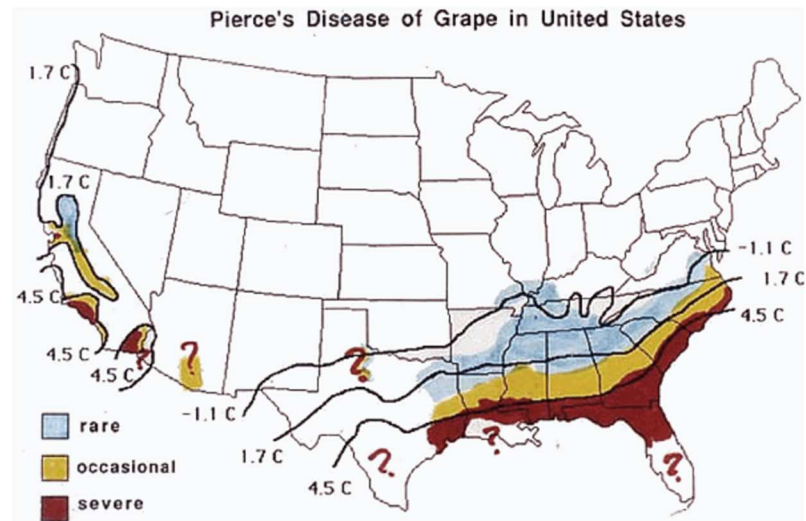 Pierce's Disease of Grape in United States
1.7 C
1.7 C
4.5 C
4.5 C
4.5 C
?
?
?
-1.1 C
1.7 C
4.5 C
-1.1 C
1.7 C
4.5 C
?
?
?
rare
occasional
severe